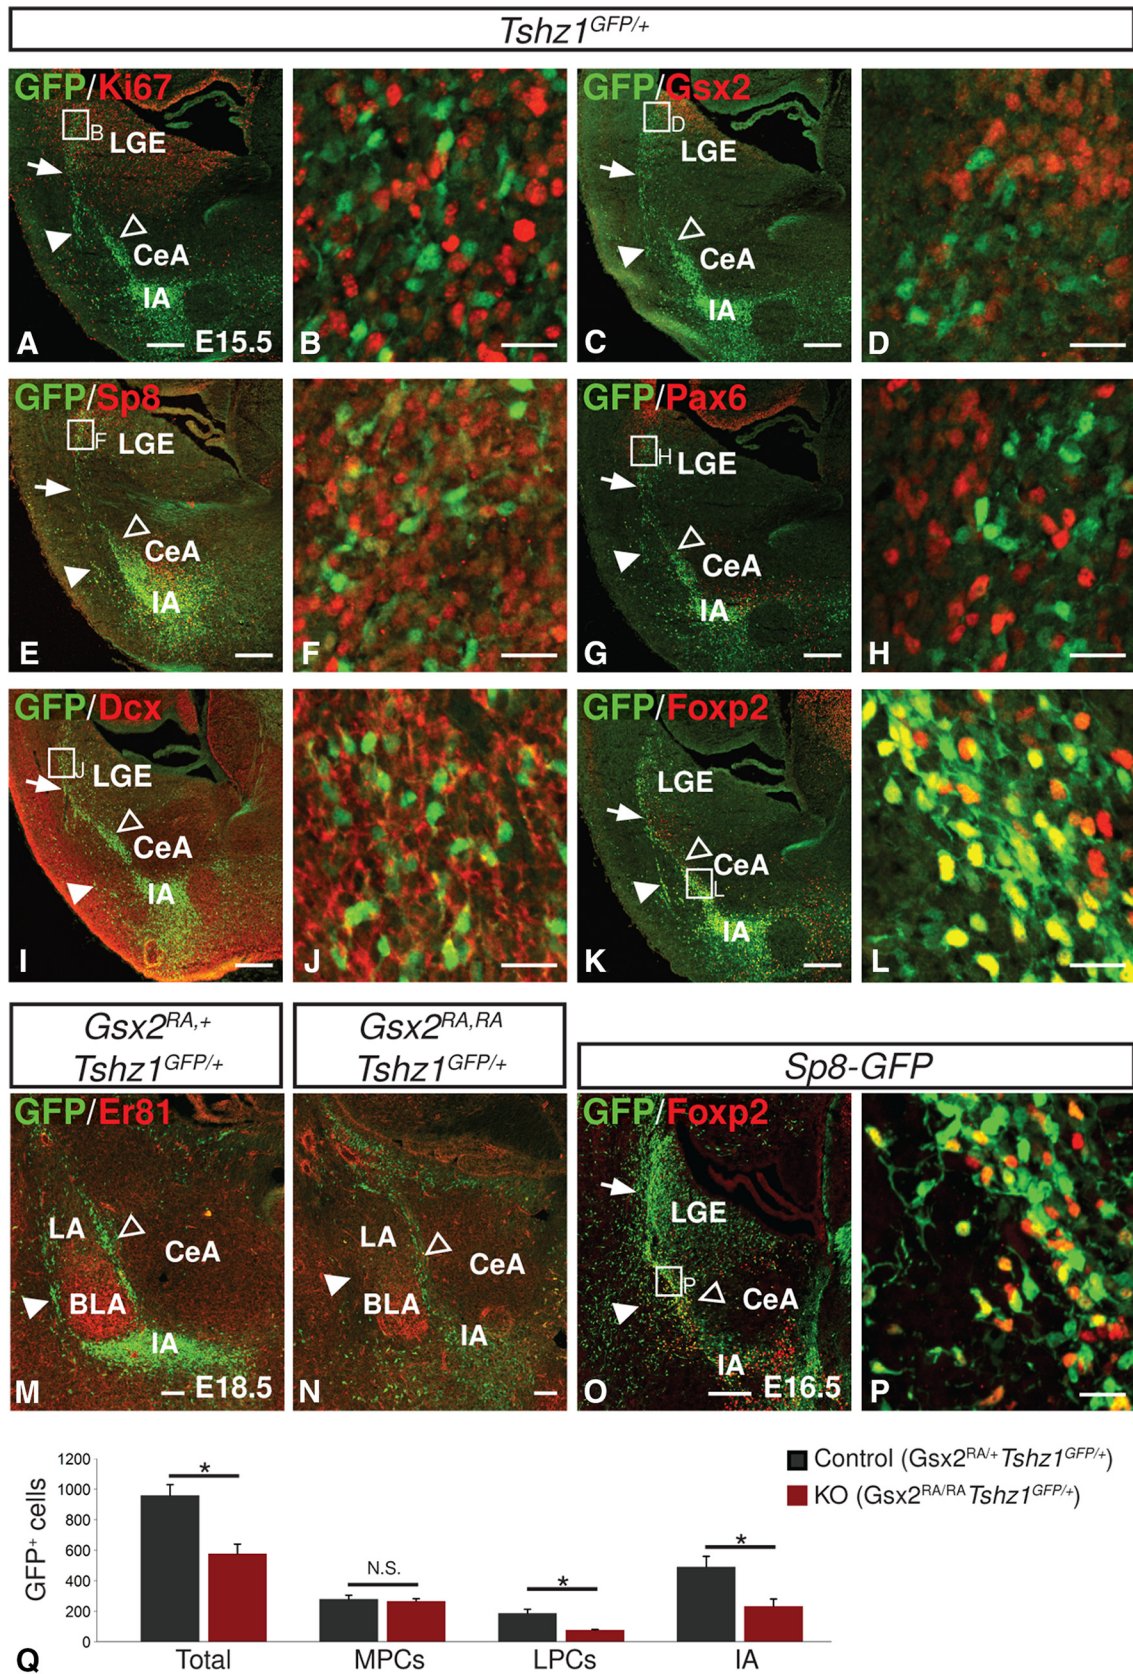 Tshz1GFP/+
GFP/Ki67
B
LGE
CeA
IA
A
E15.5
B
GFP/Gsx2
D
LGE
CeA
IA
C
D
GFP/Sp8
F
LGE
CeA
IA
E
F
GFP/Pax6
H
LGE
CeA
IA
G
H
GFP/Dcx
J
LGE
CeA
IA
I
J
GFP/Foxp2
LGE
CeA
L
IA
K
L
Gsx2RA,+
Tshz1GFP/+
Gsx2RA,RA
Tshz1GFP/+
Sp8-GFP
GFP/Er81
LA
CeA
BLA
IA
M
E18.5
LA
CeA
BLA
IA
N
GFP/Foxp2
LGE
P
CeA
IA
O
E16.5
P
GFP+ cells
1200
1000
800
600
400
200
0
*
N.S.
*
*
Total
MPCs
LPCs
IA
Control (Gsx2RA/+Tshz1GFP/+)
KO (Gsx2RA/RATshz1GFP/+)
Q